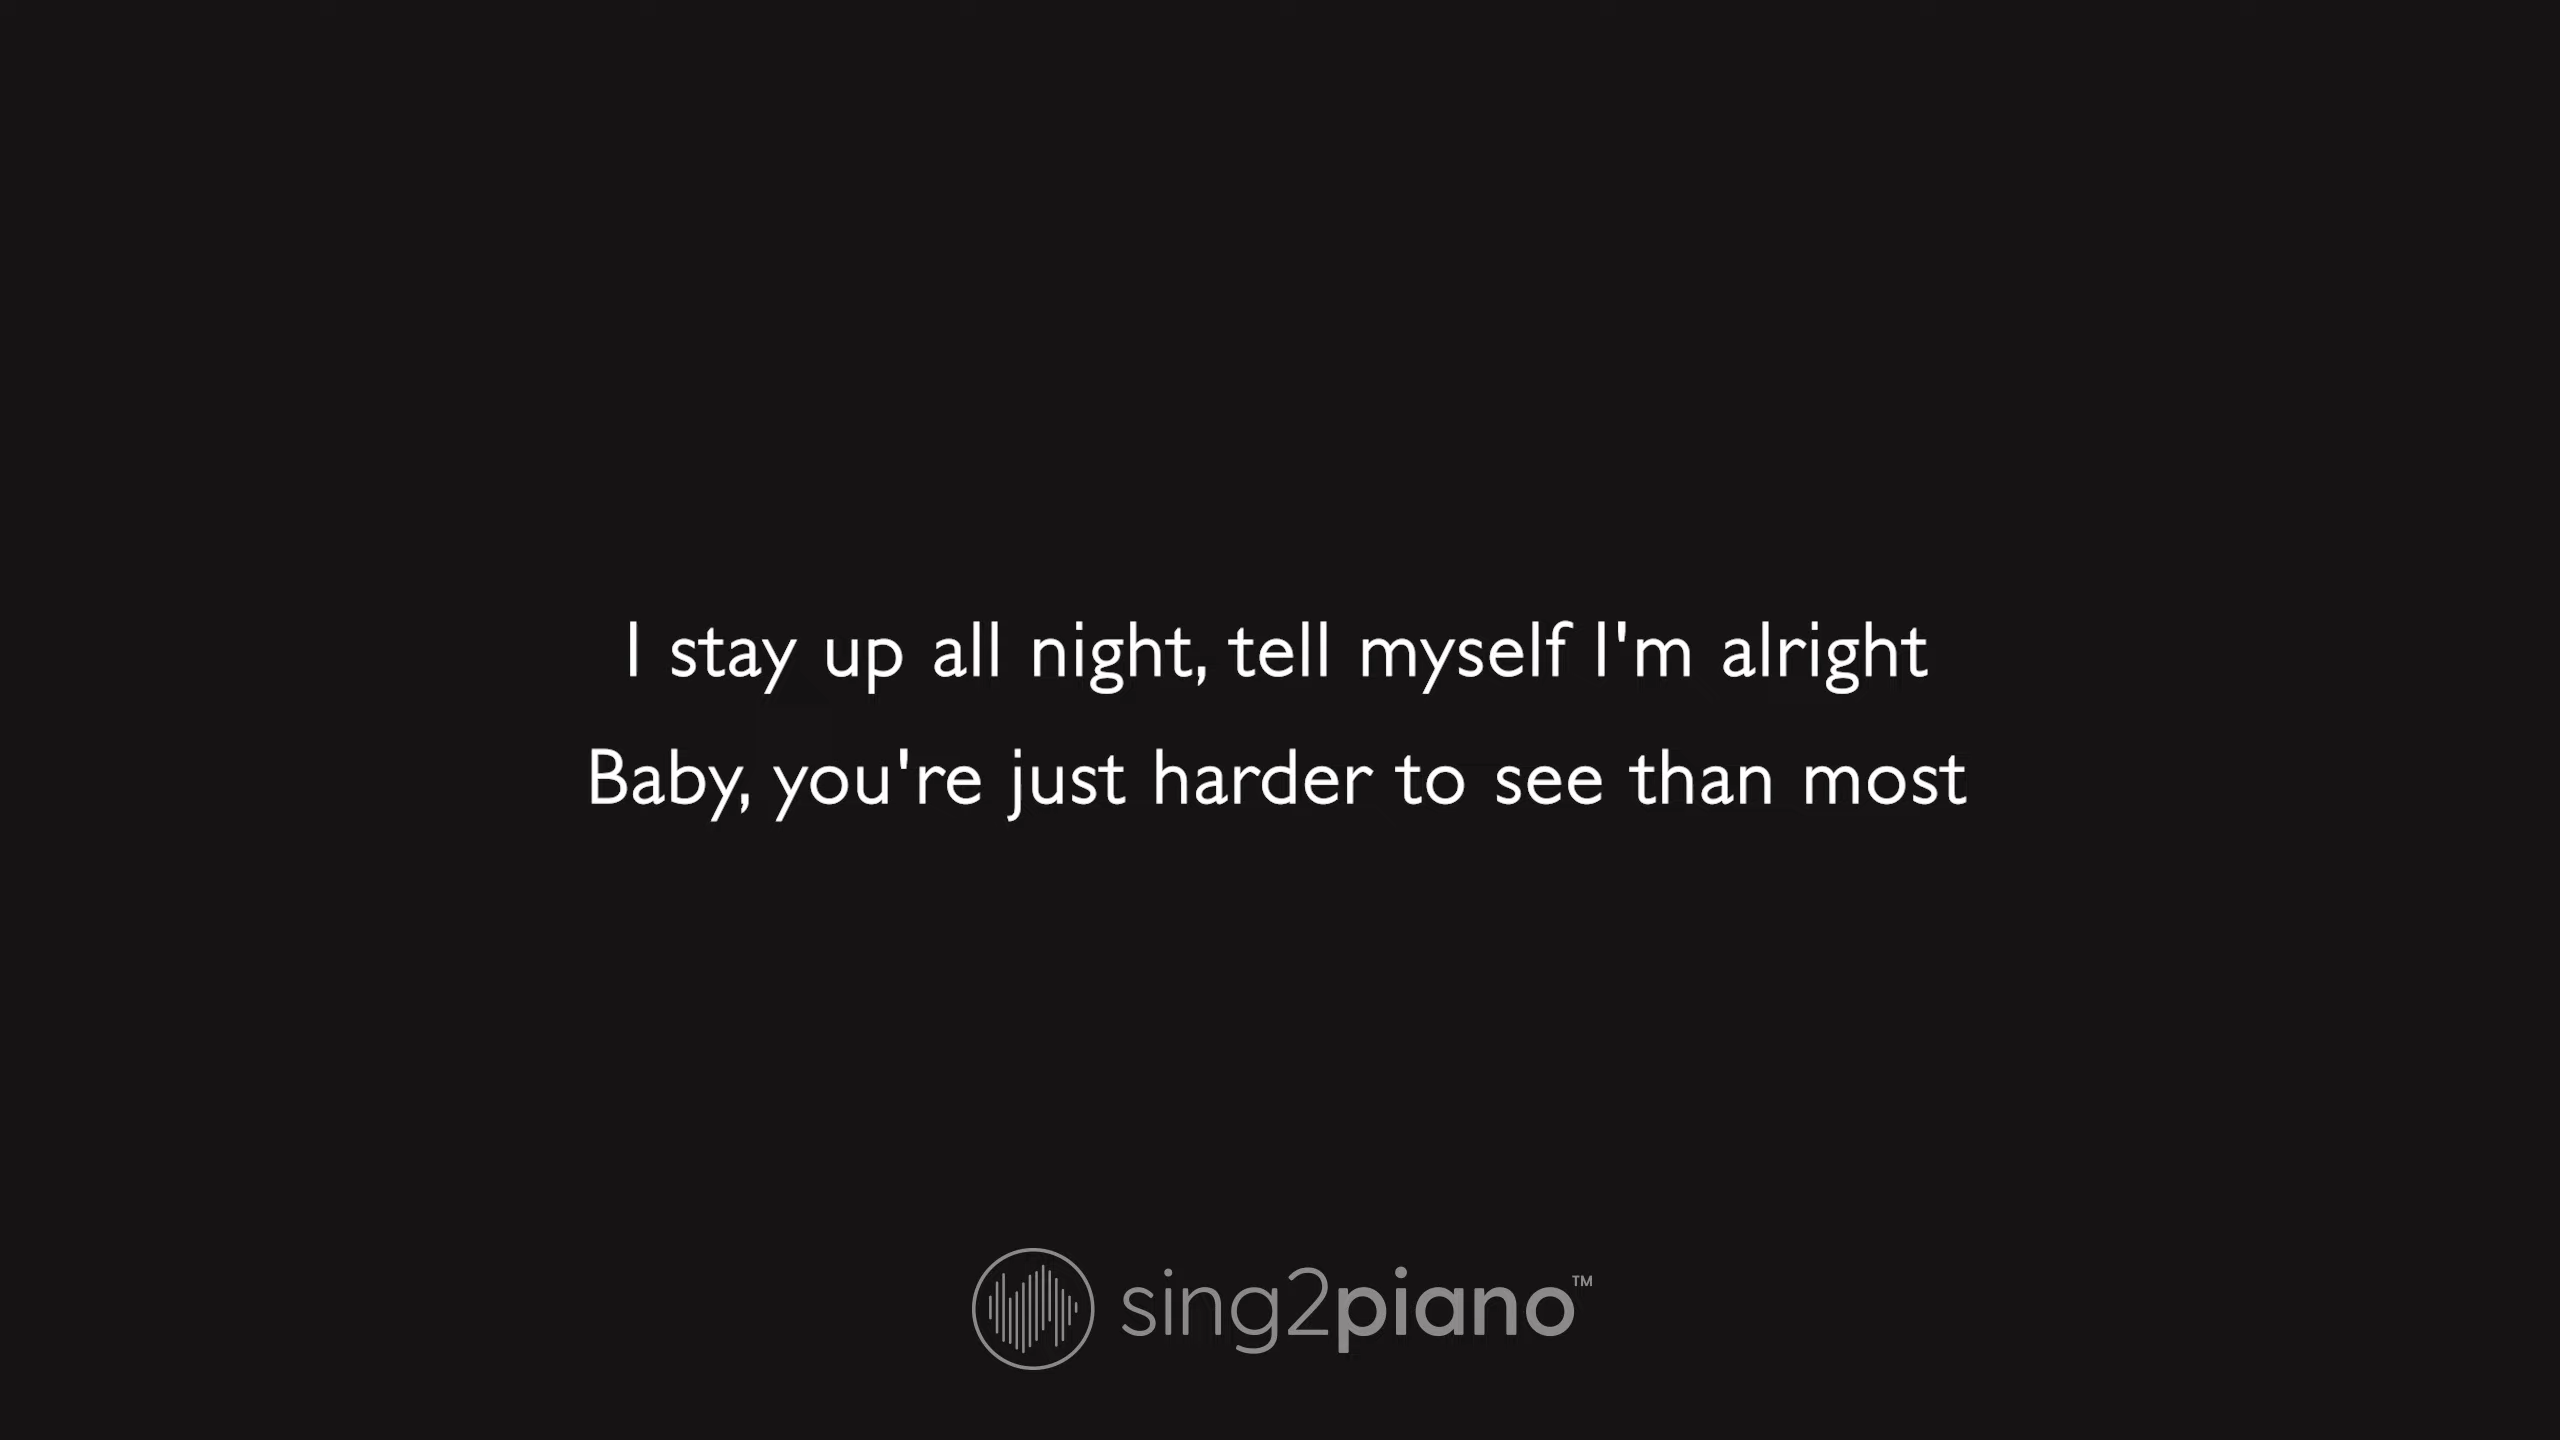 I stay up all night, tell myself I'm alright
Baby, you're just harder to see than most
sing2piano™